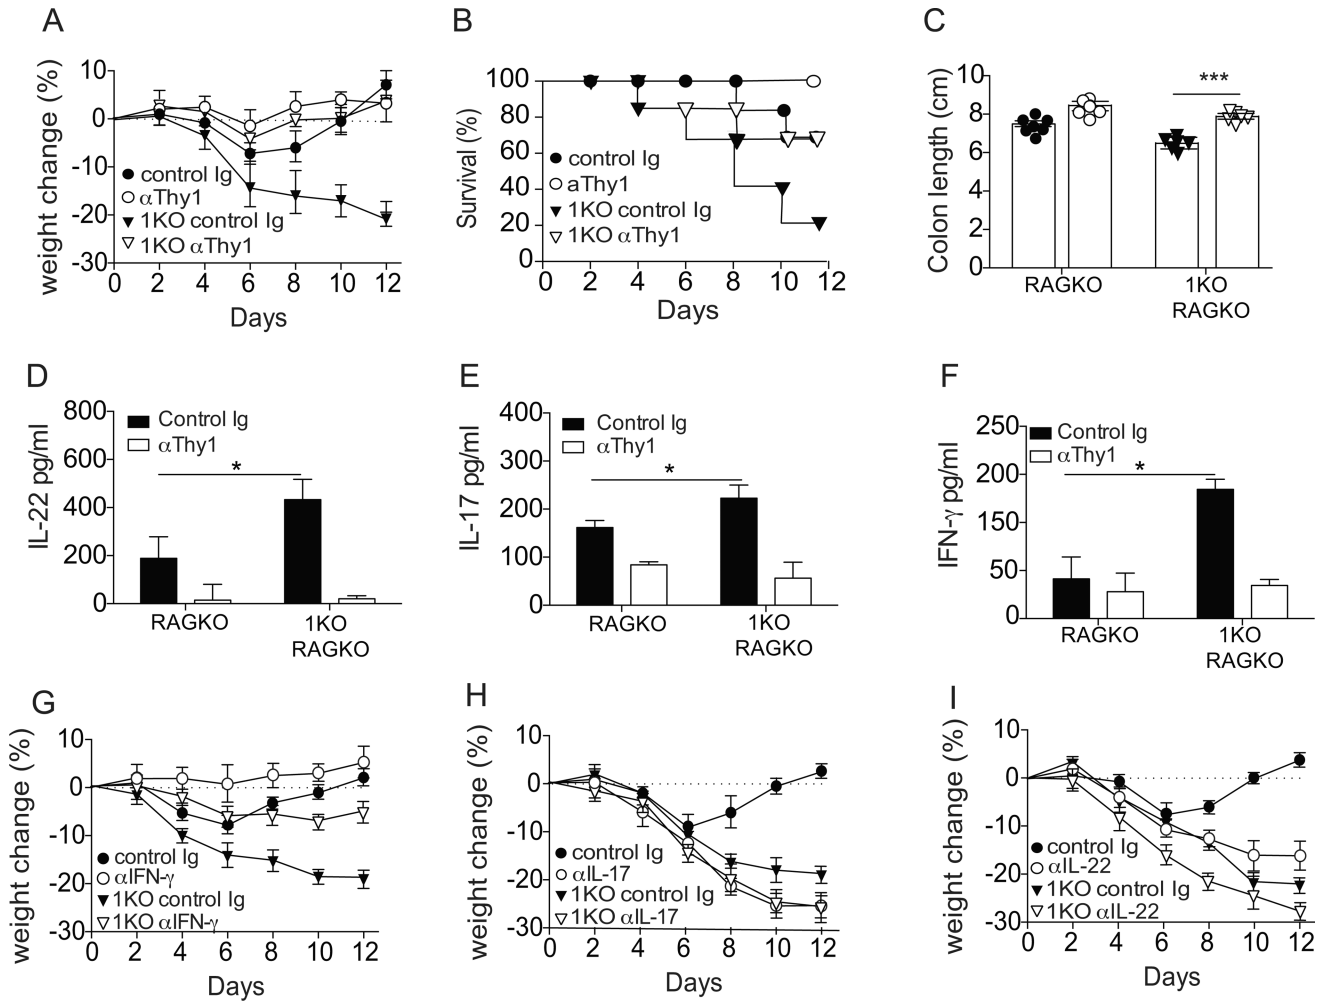 A
weight change (%)
10
0
-10
-20
-30
control Ig
αThy1
1KO control Ig
1KO αThy1
0 2 4 6 8 10 12
Days
B
Survival (%)
100
80
60
40
20
0
control Ig
aThy1
1KO control Ig
1KO αThy1
0 2 4 6 8 10 12
Days
C
Colon length (cm)
10
8
6
4
2
0
***
RAGKO
1KO
RAGKO
D
IL-22 pg/ml
800
600
400
200
0
Control Ig
αThy1
*
RAGKO
1KO
RAGKO
E
IL-17 pg/ml
400
300
200
100
0
Control Ig
αThy1
*
RAGKO
1KO
RAGKO
F
IFN-γ pg/ml
250
200
150
50
0
Control Ig
αThy1
*
RAGKO
1KO
RAGKO
G
weight change (%)
10
0
-10
-20
-30
control Ig
αIFN-γ
1KO control Ig
1KO αIFN-γ
0 2 4 6 8 10 12
Days
H
weight change (%)
10
0
-10
-20
-30
control Ig
αIL-17
1KO control Ig
1KO αIL-17
0 2 4 6 8 10 12
Days
I
weight change (%)
10
0
-10
-20
-30
control Ig
αIL-22
1KO control Ig
1KO αIL-22
0 2 4 6 8 10 12
Days